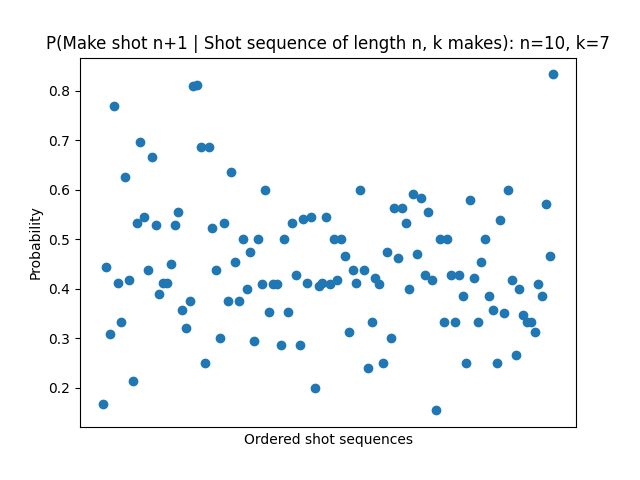 P(Make shot n+1 | Shot sequence of length n, k makes): n=10, k=7
0.8
0.7
0.6
0.5
0.4
0.3
0.2
Probability
Ordered shot sequences